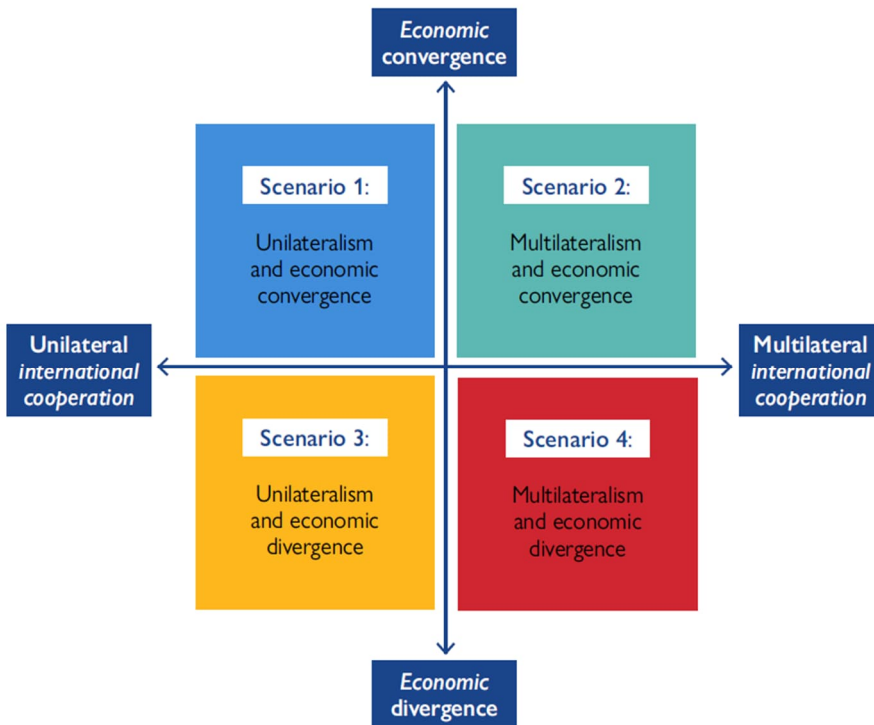 Economic
convergence
Scenario 1:
Unilateralism
and economic
convergence
Scenario 2:
Multilateralism
and economic
convergence
Unilateral
international
cooperation
Multilateral
international
cooperation
Scenario 3:
Unilateralism
and economic
divergence
Scenario 4:
Multilateralism
and economic
divergence
Economic
divergence